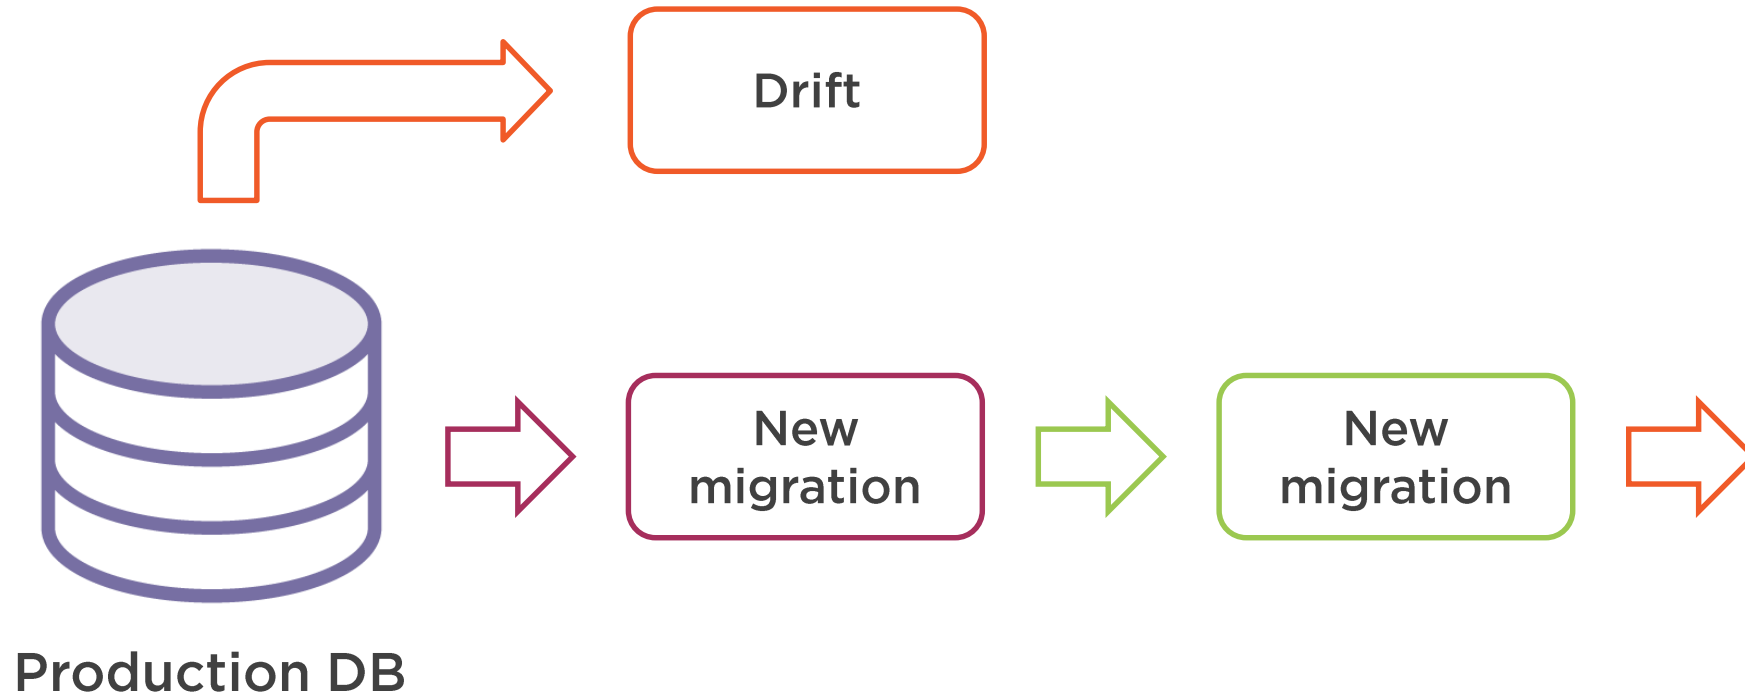 Drift
New
migration
New
migration
Production DB